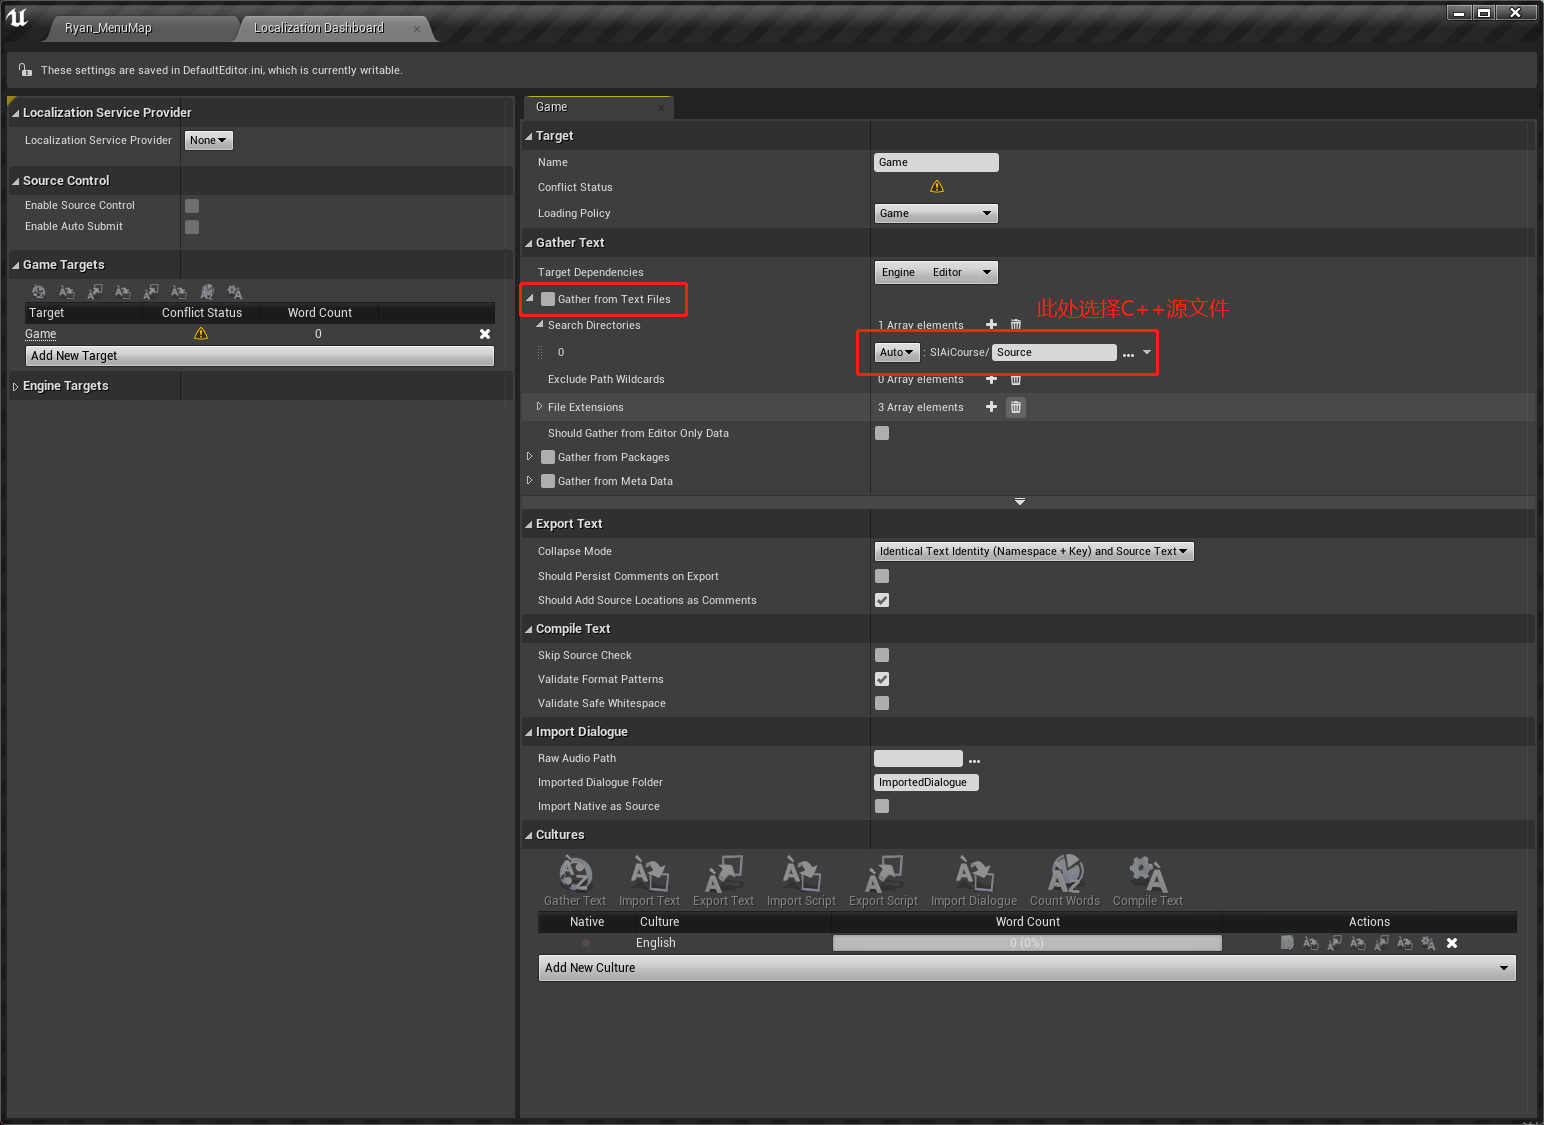 Ryan_MenuMap
Localization Dashboard
These settings are saved in DefaultEditor.ini, which is currently writable.
Localization Service Provider
Localization Service Provider
None
Source Control
Enable Source Control
Enable Auto Submit
Game Targets
Target
Conflict Status
Word Count
Game
0
Add New Target
Engine Targets
Game
Target
Name
Game
Conflict Status
Loading Policy
Game
Gather Text
Target Dependencies
Engine Editor
Gather from Text Files
此处选择C++源文件
Search Directories
1 Array elements
0
Auto
: SlAiCourse/
Source
...
Exclude Path Wildcards
0 Array elements
File Extensions
3 Array elements
Should Gather from Editor Only Data
Gather from Packages
Gather from Meta Data
Export Text
Collapse Mode
Identical Text Identity (Namespace + Key) and Source Text
Should Persist Comments on Export
Should Add Source Locations as Comments
Compile Text
Skip Source Check
Validate Format Patterns
Validate Safe Whitespace
Import Dialogue
Raw Audio Path
...
Imported Dialogue Folder
ImportedDialogue
Import Native as Source
Cultures
Gather Text
Import Text
Export Text
Import Script
Export Script
Import Dialogue
Count Words
Compile Text
Native
Culture
Word Count
Actions
English
0 (0%)
Add New Culture